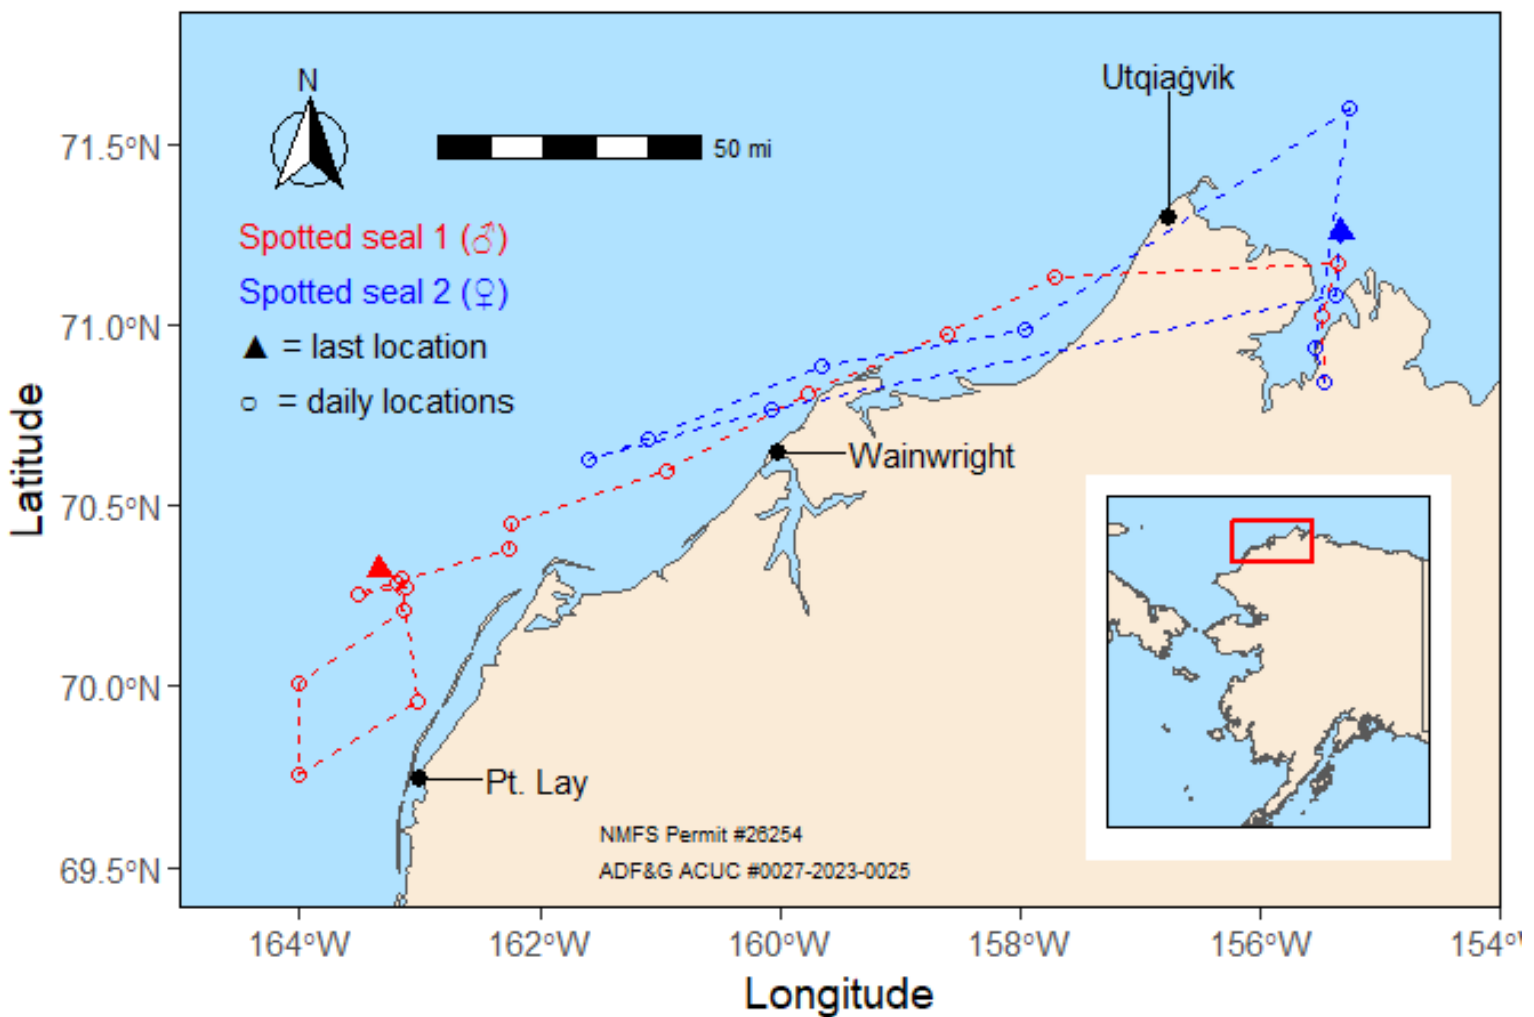 Utqiaġvik
N
50 mi
Spotted seal 1 (♂)
Spotted seal 2 (♀)
▲ = last location
○ = daily locations
Wainwright
Pt. Lay
NMFS Permit #26254
ADF&G ACUC #0027-2023-0025
71.5°N
71.0°N
70.5°N
70.0°N
69.5°N
Latitude
164°W 162°W 160°W 158°W 156°W 154°W
Longitude